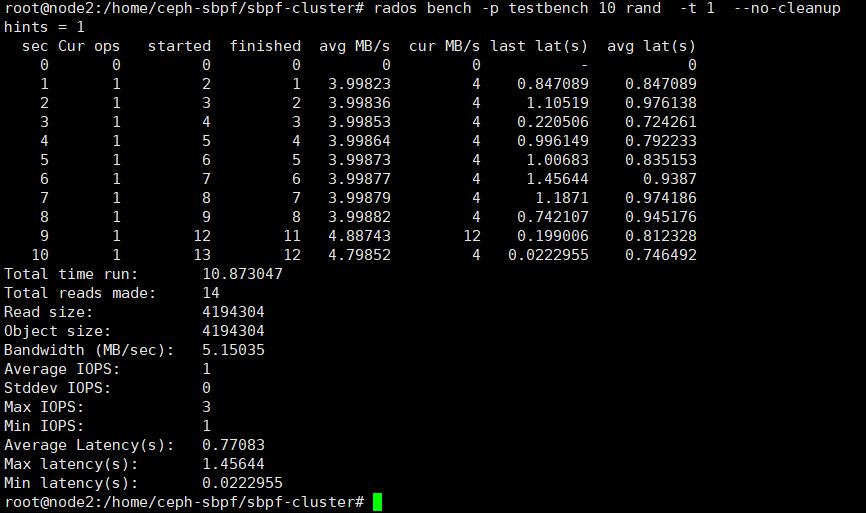 root@node2:/home/ceph-sbpf/sbpf-cluster# rados bench -p testbench 10 rand  -t 1  --no-cleanup
hints = 1
  sec Cur ops   started  finished  avg MB/s  cur MB/s last lat(s)  avg lat(s)
    0       0         0         0         0         0           -           0
    1       1         2         1   3.99823         4    0.847089    0.847089
    2       1         3         2   3.99836         4     1.10519    0.976138
    3       1         4         3   3.99853         4    0.220506    0.724261
    4       1         5         4   3.99864         4    0.996149    0.792233
    5       1         6         5   3.99873         4     1.00683    0.835153
    6       1         7         6   3.99877         4     1.45644      0.9387
    7       1         8         7   3.99879         4      1.1871    0.974186
    8       1         9         8   3.99882         4    0.742107    0.945176
    9       1        12        11   4.88743        12    0.199006    0.812328
   10       1        13        12   4.79852         4   0.0222955    0.746492
Total time run:       10.873047
Total reads made:     14
Read size:            4194304
Object size:          4194304
Bandwidth (MB/sec):   5.15035
Average IOPS:         1
Stddev IOPS:          0
Max IOPS:             3
Min IOPS:             1
Average Latency(s):   0.77083
Max latency(s):       1.45644
Min latency(s):       0.0222955
root@node2:/home/ceph-sbpf/sbpf-cluster#